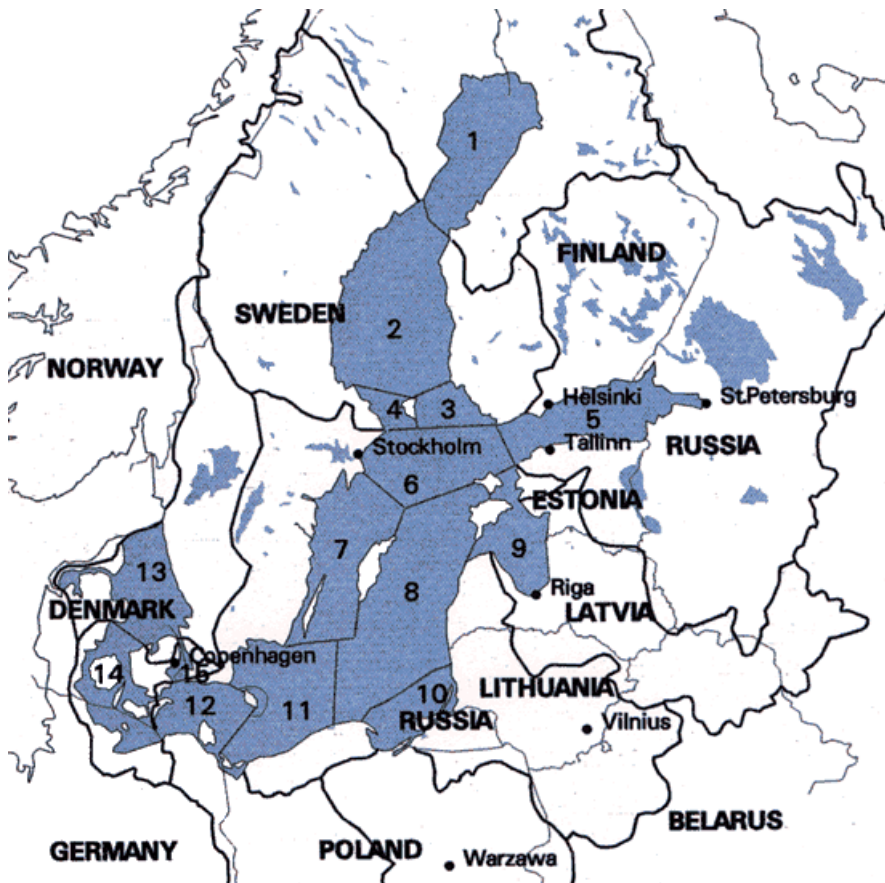 1
FINLAND
SWEDEN
2
NORWAY
4
3
Helsinki
5
St.Petersburg
Stockholm
Tallinn
RUSSIA
6
ESTONIA
7
9
13
8
Riga
DENMARK
LATVIA
Copenhagen
14
15
LITHUANIA
10
12
11
RUSSIA
Vilnius
BELARUS
GERMANY
POLAND
Warzawa